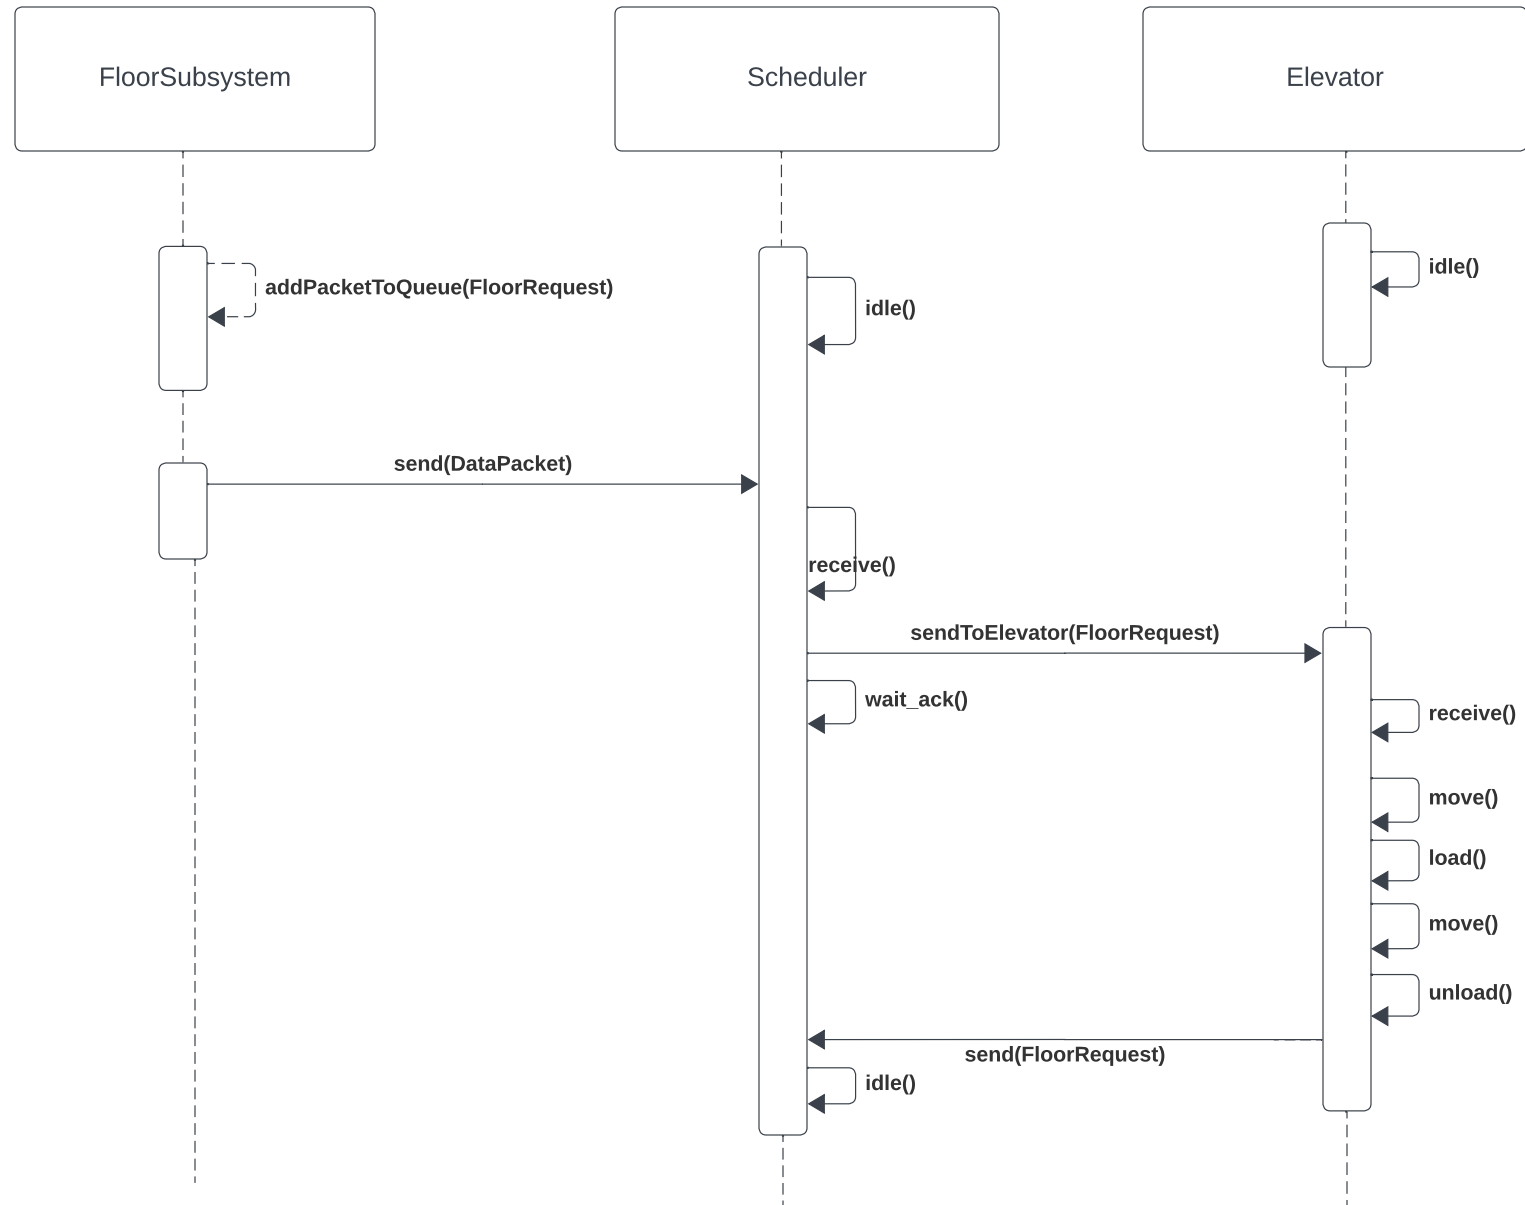 FloorSubsystem
Scheduler
Elevator
idle()
addPacketToQueue(FloorRequest)
idle()
send(DataPacket)
receive()
sendToElevator(FloorRequest)
wait_ack()
receive()
move()
load()
move()
unload()
send(FloorRequest)
idle()